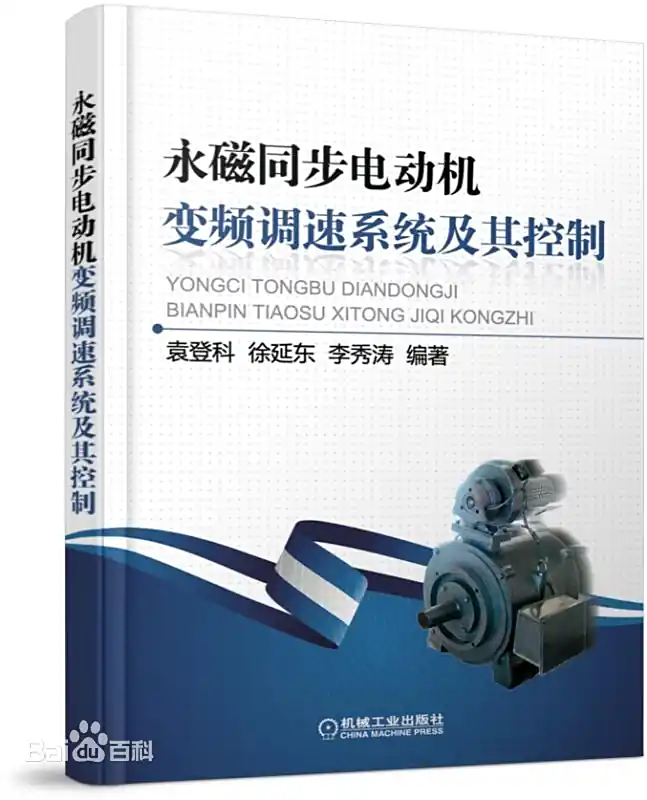 永磁同步电动机变频调速系统及其控制
永磁同步电动机
变频调速系统及其控制
YONGCI TONGBU DIANDONGJI
BIANPIN TIAOSU XITONG JIQI KONGZHI
袁登科 徐延东 李秀涛 编著
机械工业出版社
CHINA MACHINE PRESS
Bai du 百科